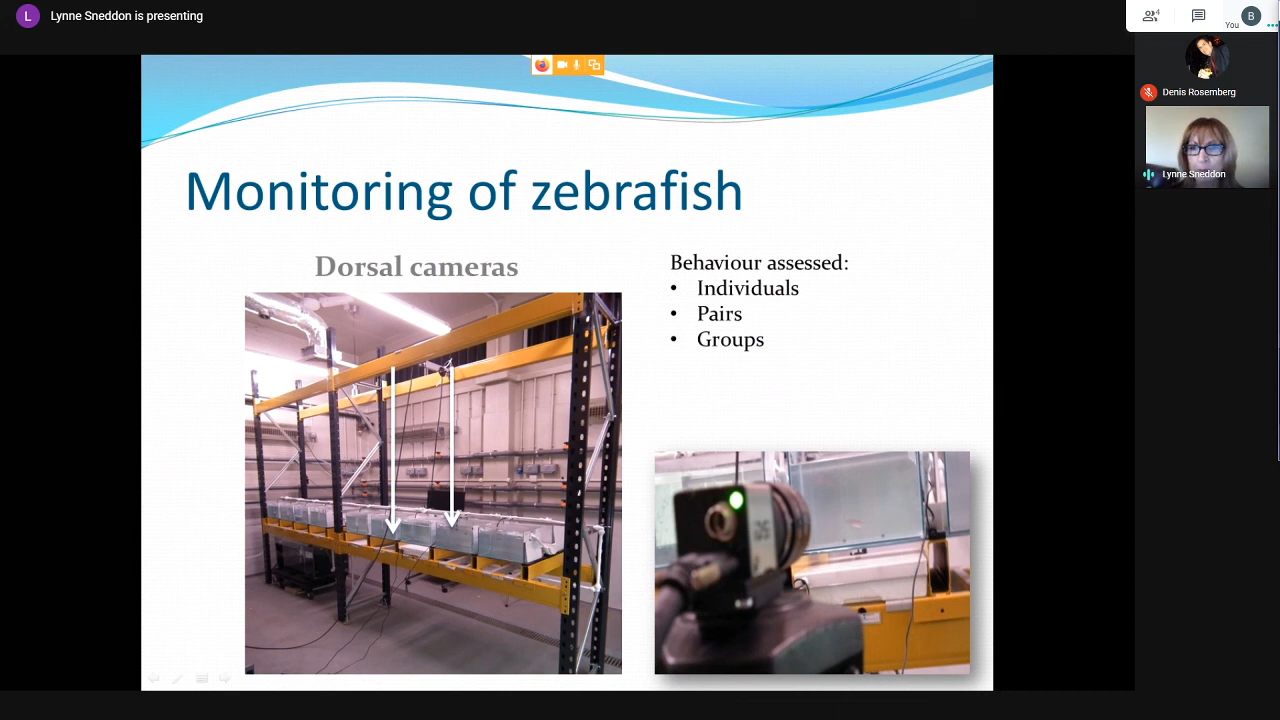 L
Lynne Sneddon is presenting
4
You
B
Denis Rosemberg
Lynne Sneddon
Monitoring of zebrafish
Dorsal cameras
Behaviour assessed:
• Individuals
• Pairs
• Groups